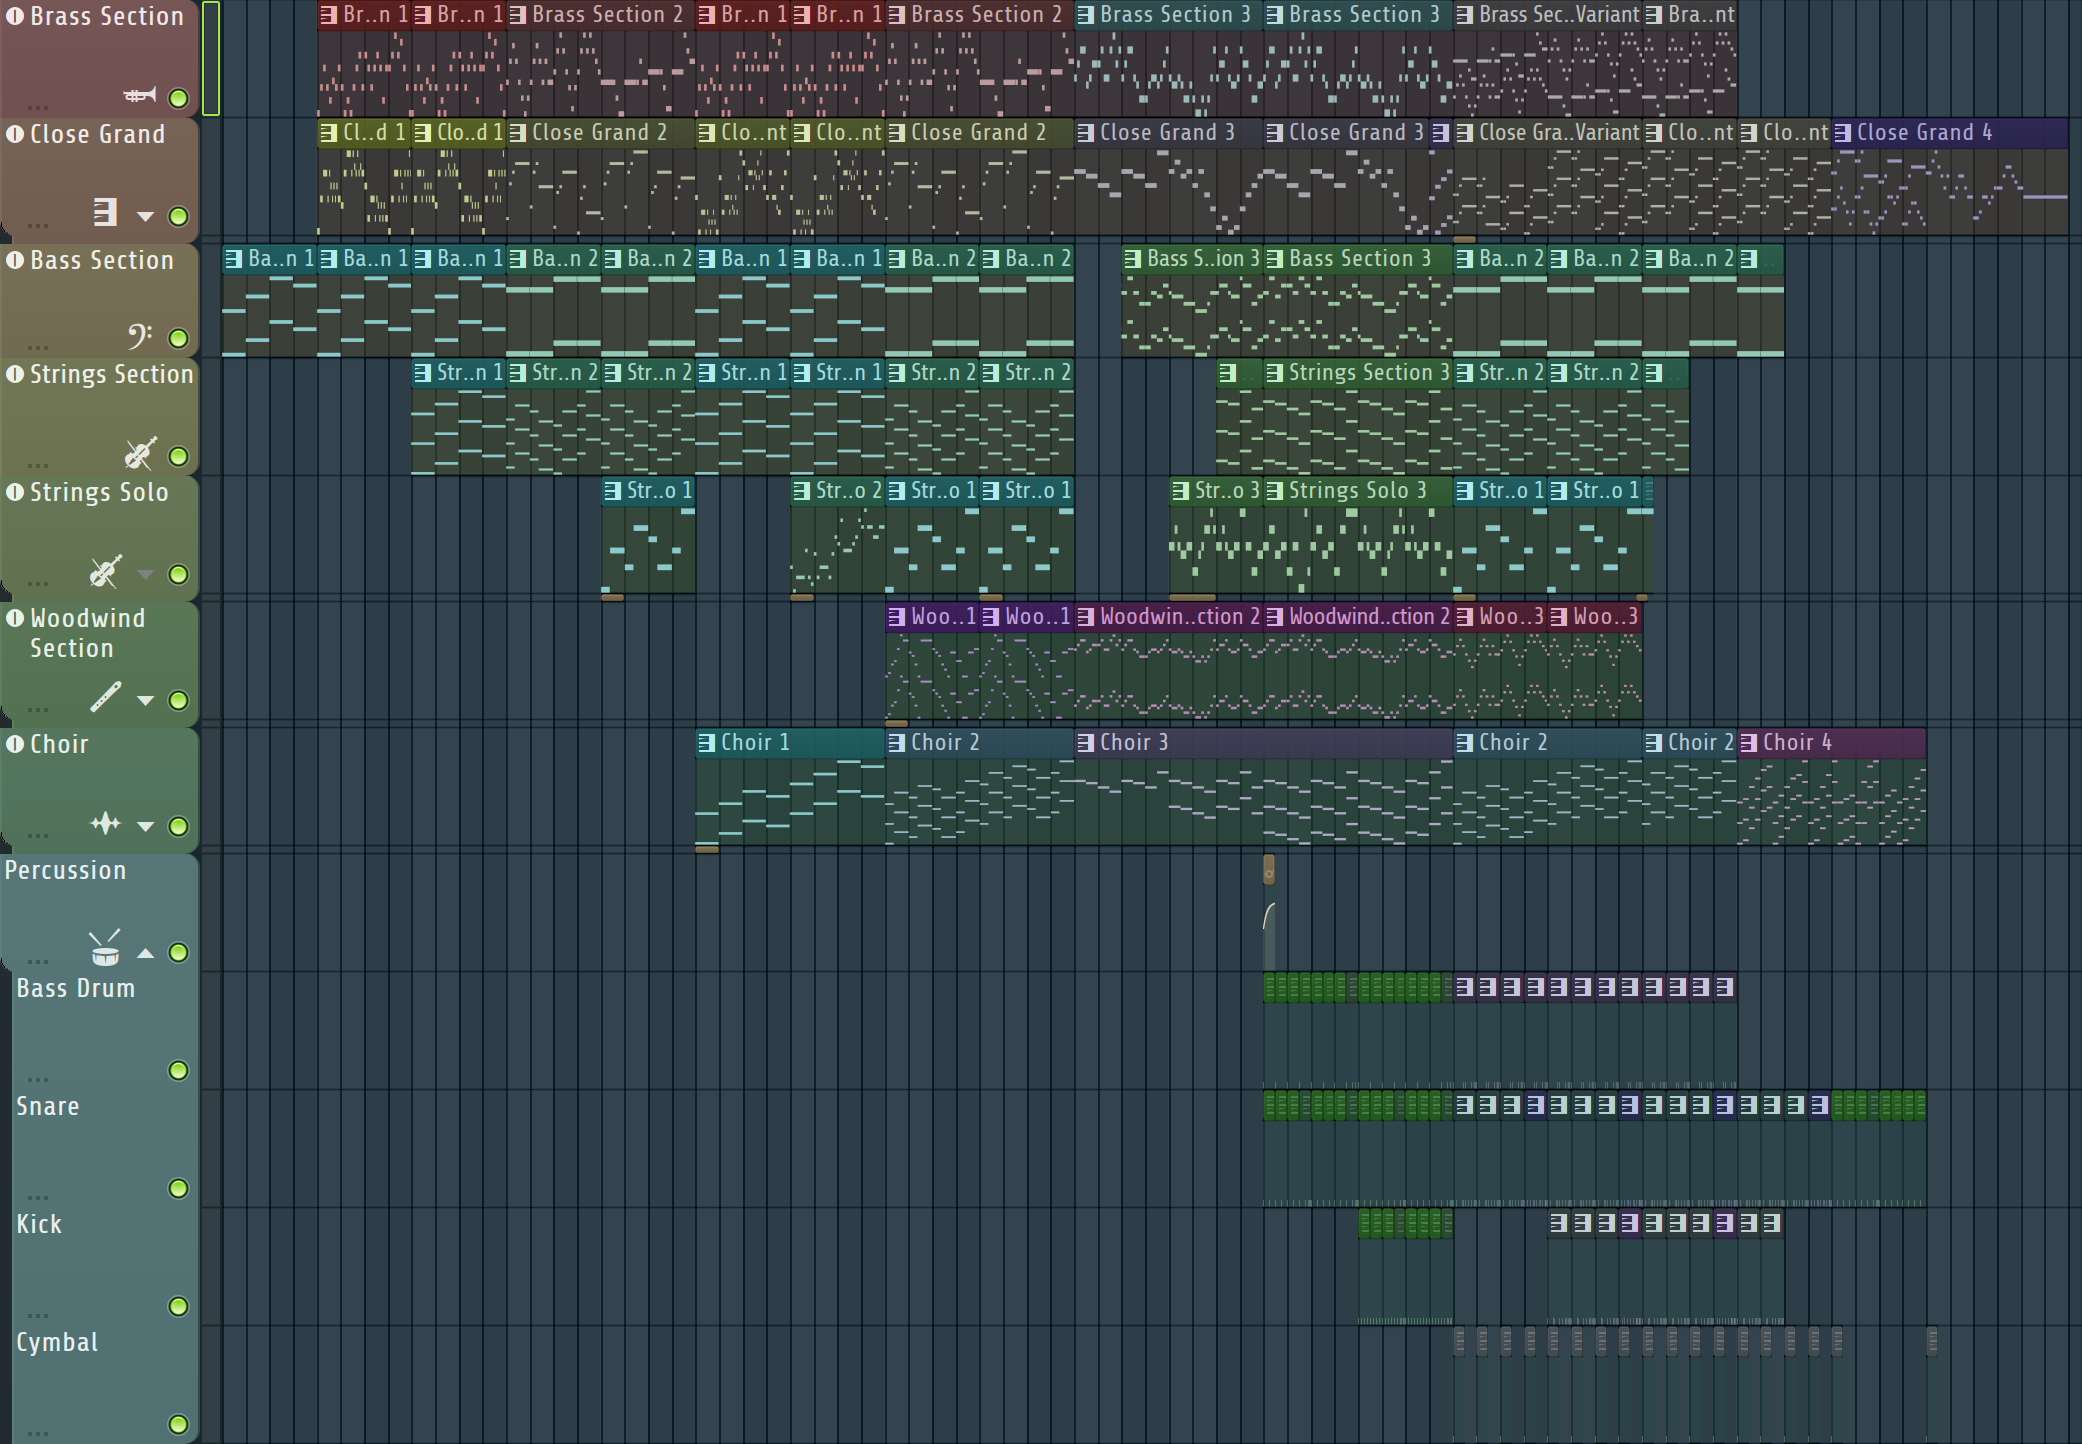 Brass Section
Br..n 1
Br..n 1
Brass Section 2
Br..n 1
Br..n 1
Brass Section 2
Brass Section 3
Brass Section 3
Brass Sec..Variant
Bra..nt
Close Grand
Cl..d 1
Clo..d 1
Close Grand 2
Clo..nt
Clo..nt
Close Grand 2
Close Grand 3
Close Grand 3
Close Gra..Variant
Clo..nt
Clo..nt
Close Grand 4
Bass Section
Ba..n 1
Ba..n 1
Ba..n 1
Ba..n 2
Ba..n 2
Ba..n 1
Ba..n 1
Ba..n 2
Ba..n 2
Bass S..ion 3
Bass Section 3
Ba..n 2
Ba..n 2
Ba..n 2
Strings Section
Str..n 1
Str..n 2
Str..n 2
Str..n 1
Str..n 1
Str..n 2
Str..n 2
Strings Section 3
Str..n 2
Str..n 2
Strings Solo
Str..o 1
Str..o 2
Str..o 1
Str..o 1
Str..o 3
Strings Solo 3
Str..o 1
Str..o 1
Woodwind
Section
Woo..1
Woo..1
Woodwin..ction 2
Woodwind..ction 2
Woo..3
Woo..3
Choir
Choir 1
Choir 2
Choir 3
Choir 2
Choir 2
Choir 4
Percussion
Bass Drum
Snare
Kick
Cymbal